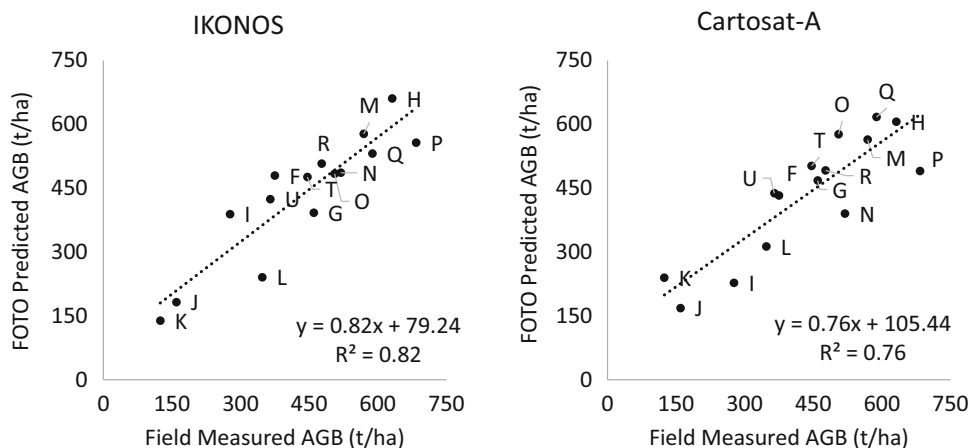 IKONOS
FOTO Predicted AGB (t/ha)
750
600
450
300
150
0
0 150 300 450 600 750
Field Measured AGB (t/ha)
M
H
R
P
Q
F
N
T
U
O
I
G
L
J
K
y = 0.82x + 79.24
R² = 0.82
Cartosat-A
FOTO Predicted AGB (t/ha)
750
600
450
300
150
0
0 150 300 450 600 750
Field Measured AGB (t/ha)
Q
O
H
T
M
P
F
U
R
G
N
L
K
I
J
y = 0.76x + 105.44
R² = 0.76